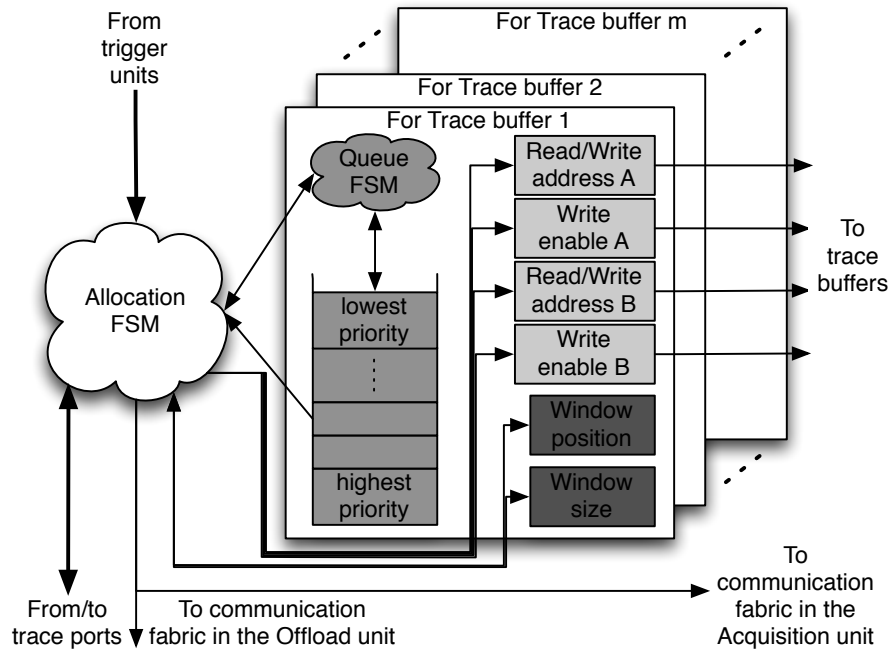 From
trigger
units
For Trace buffer m
For Trace buffer 2
For Trace buffer 1
Queue
FSM
Read/Write
address A
Write
enable A
Read/Write
address B
Write
enable B
To
trace
buffers
Allocation
FSM
lowest
priority
highest
priority
Window
position
Window
size
From/to
trace ports
To communication
fabric in the Offload unit
To
communication
fabric in the
Acquisition unit